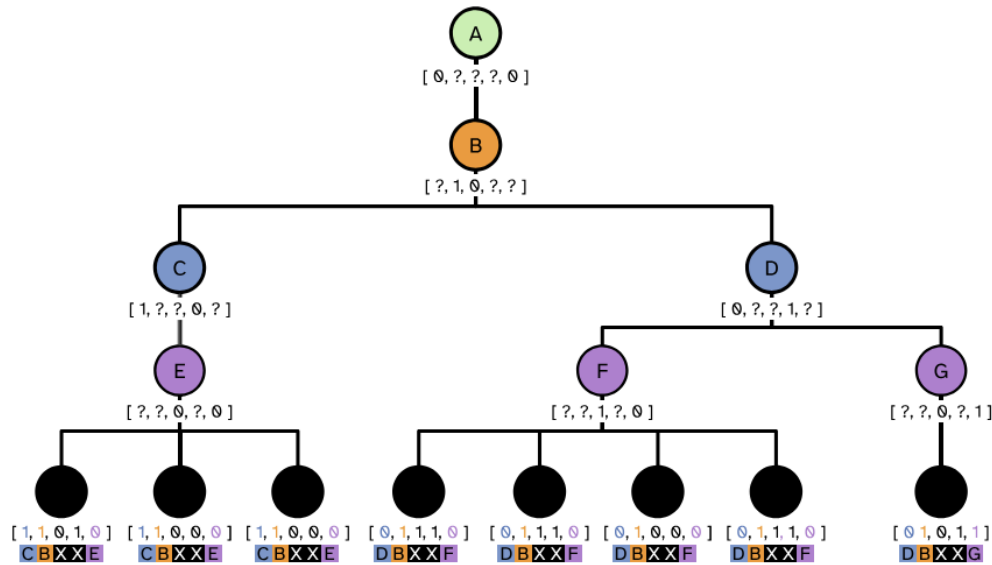 A
[ 0, ?, ?, ?, 0 ]
B
[ ?, 1, 0, ?, ? ]
C
D
[ 1, ?, ?, 0, ? ]
[ 0, ?, ?, 1, ? ]
E
F
G
[ ?, ?, 0, ?, 0 ]
[ ?, ?, 1, ?, 0 ]
[ ?, ?, 0, ?, 1 ]
[ 1, 1, 0, 1, 0 ]
[ 1, 1, 0, 0, 0 ]
[ 1, 1, 0, 0, 0 ]
[ 0, 1, 1, 1, 0 ]
[ 0, 1, 1, 1, 0 ]
[ 0, 1, 0, 0, 0 ]
[ 0, 1, 1, 1, 0 ]
[ 0, 1, 0, 1, 1 ]
C B X X E
C B X X E
C B X X E
D B X X F
D B X X F
D B X X F
D B X X F
D B X X G